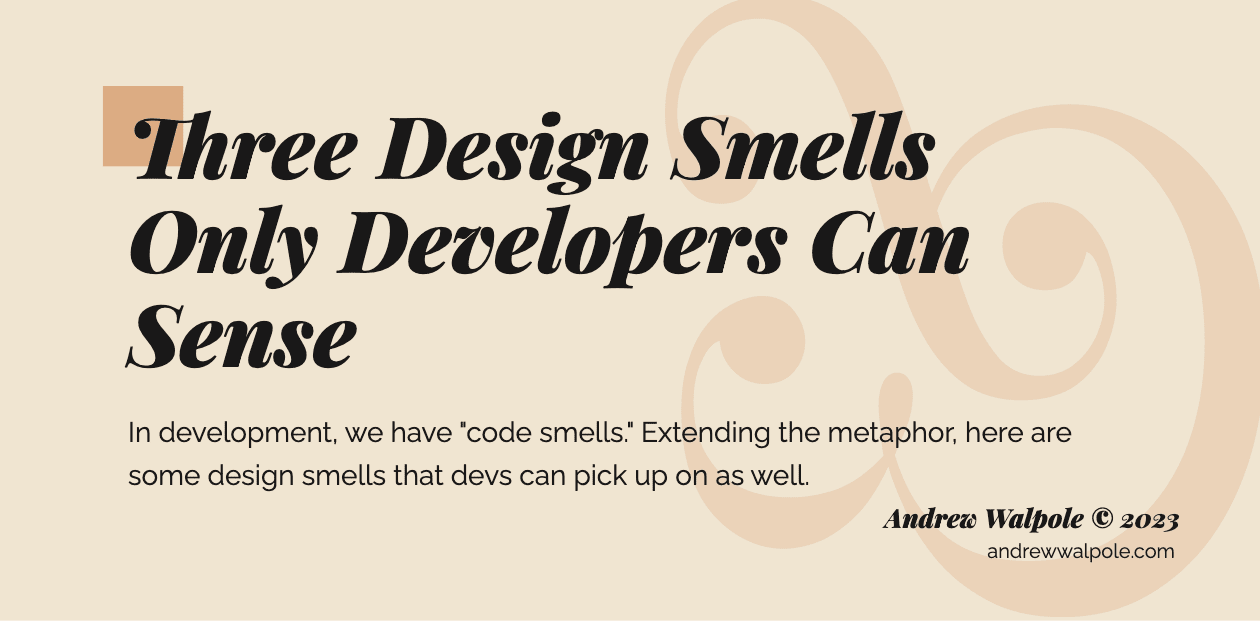 Three Design Smells
Only Developers Can
Sense
In development, we have "code smells." Extending the metaphor, here are
some design smells that devs can pick up on as well.
Andrew Walpole © 2023
andrewwalpole.com